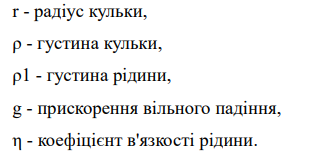 r - радіус кульки,
ρ - густина кульки,
ρ1 - густина рідини,
g - прискорення вільного падіння,
η - коефіцієнт в'язкості рідини.